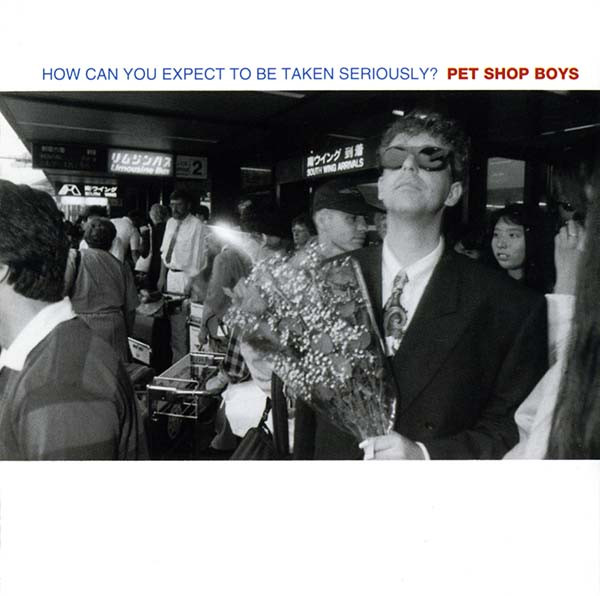 HOW CAN YOU EXPECT TO BE TAKEN SERIOUSLY? PET SHOP BOYS
リムジンバス
Limousine Bus
2
南ウイング 到着
SOUTH WING ARRIVALS